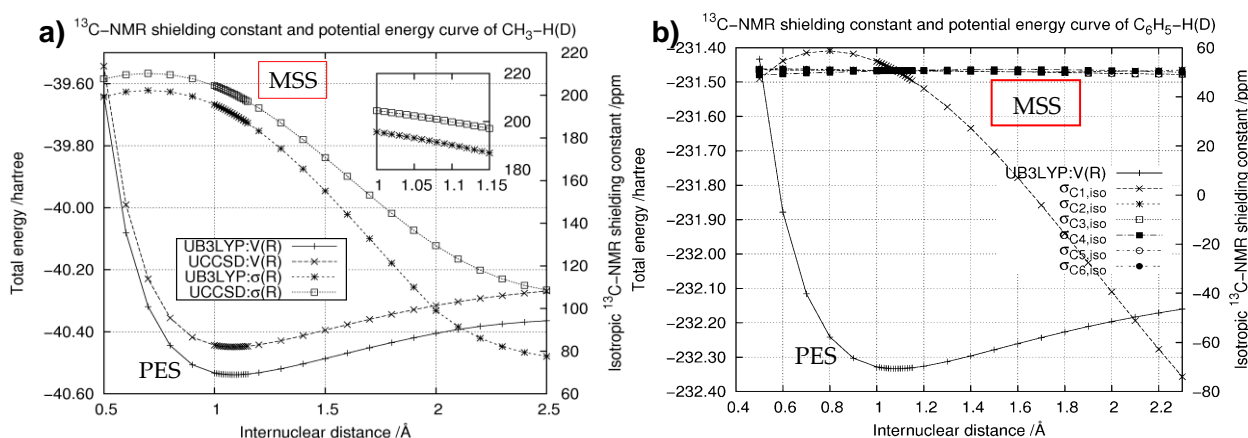 a)
¹³C−NMR shielding constant and potential energy curve of CH₃−H(D)
Total energy /hartree
−39.60
−39.80
−40.00
−40.20
−40.40
−40.60
0.5
1
1.5
2
2.5
Internuclear distance /Å
220
200
180
160
140
120
100
80
60
Isotropic ¹³C−NMR shielding constant /ppm
MSS
220
200
180
1
1.05
1.1
1.15
UB3LYP:V(R)
UCCSD:V(R)
UB3LYP:σ(R)
UCCSD:σ(R)
PES
b)
¹³C−NMR shielding constant and potential energy curve of C₆H₅−H(D)
Total energy /hartree
−231.40
−231.50
−231.60
−231.70
−231.80
−231.90
−232.00
−232.10
−232.20
−232.30
−232.40
0.4
0.6
0.8
1
1.2
1.4
1.6
1.8
2
2.2
Internuclear distance /Å
60
40
20
0
−20
−40
−60
−80
Isotropic ¹³C−NMR shielding constant /ppm
MSS
UB3LYP:V(R)
σC1,iso
σC2,iso
σC3,iso
σC4,iso
σC5,iso
σC6,iso
PES